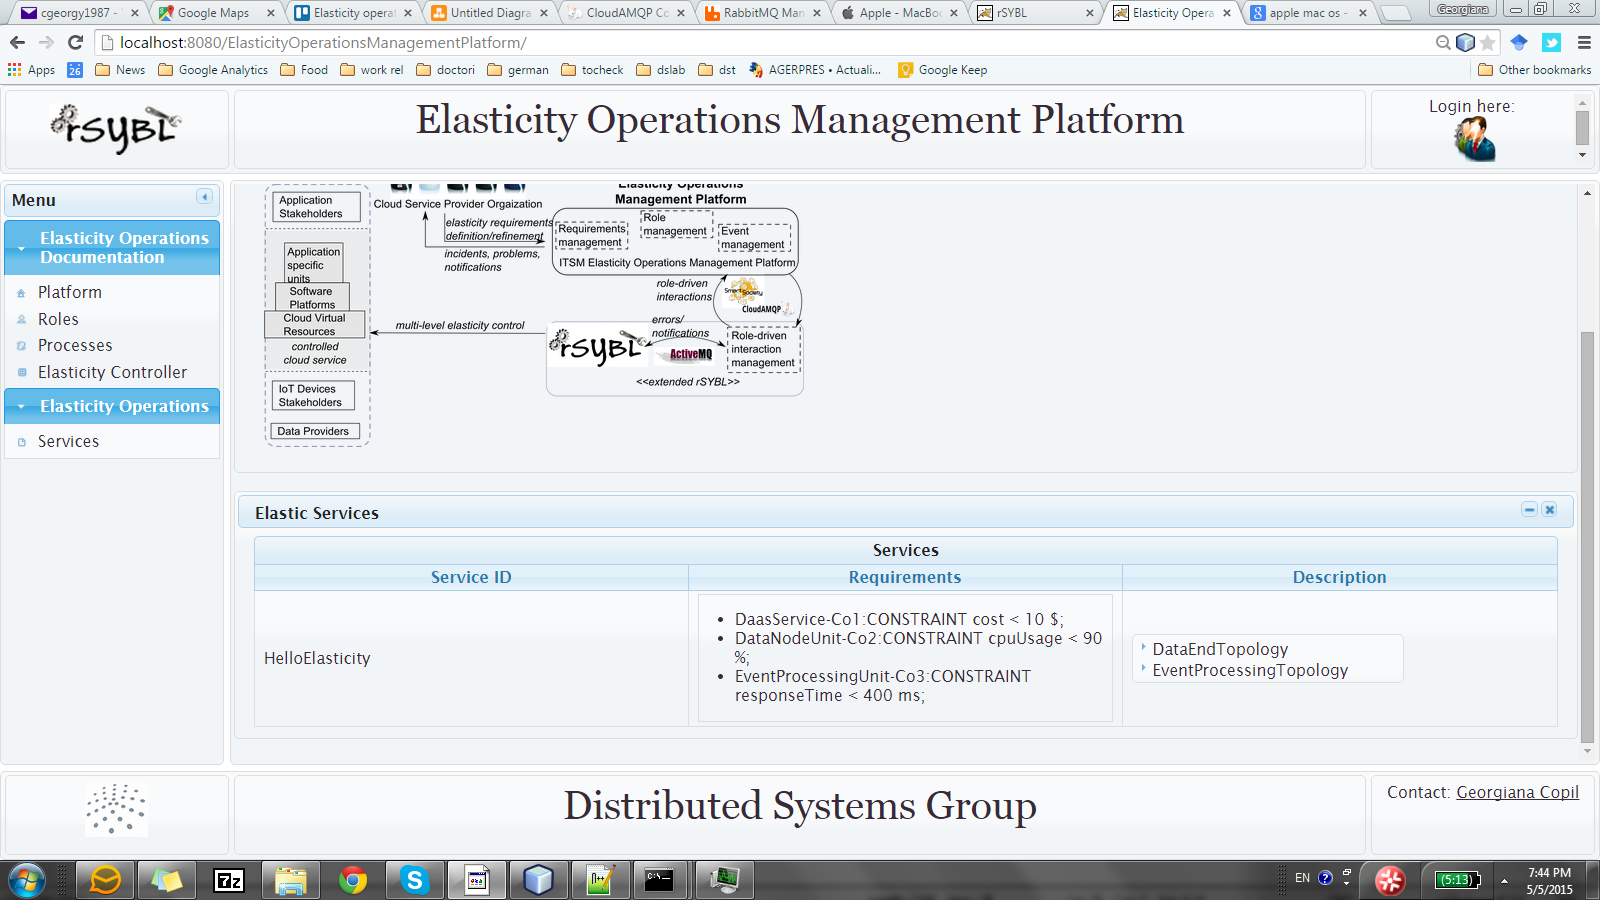 cgeorgy1987 -
Google Maps
Elasticity operat
Untitled Diagra
CloudAMQP Co
RabbitMQ Man
Apple - MacBo
rSYBL
Elasticity Opera
apple mac os -
Georgiana
localhost:8080/ElasticityOperationsManagementPlatform/
Apps
26
News
Google Analytics
Food
work rel
doctori
german
tocheck
dslab
dst
AGERPRES • Actuali...
Google Keep
Other bookmarks
rSYBL
Elasticity Operations Management Platform
Login here:
Menu
Elasticity Operations
Documentation
Platform
Roles
Processes
Elasticity Controller
Elasticity Operations
Services
Application
Stakeholders
Application
specific
units
Software
Platforms
Cloud Virtual
Resources
controlled
cloud service
IoT Devices
Stakeholders
Data Providers
Cloud Service Provider Orgaization
elasticity requirements
definition/refinement
incidents, problems,
notifications
multi-level elasticity control
Elasticity Operations
Management Platform
Requirements
management
Role
management
Event
management
ITSM Elasticity Operations Management Platform
role-driven
interactions
SmartSociety
CloudAMQP
errors/
notifications
rSYBL
ActiveMQ
Role-driven
interaction
management
<<extended rSYBL>>
Elastic Services
Services
Service ID
Requirements
Description
HelloElasticity
• DaasService-Co1:CONSTRAINT cost < 10 $;
• DataNodeUnit-Co2:CONSTRAINT cpuUsage < 90
%;
• EventProcessingUnit-Co3:CONSTRAINT
responseTime < 400 ms;
DataEndTopology
EventProcessingTopology
Distributed Systems Group
Contact: Georgiana Copil
7z
C:\.
EN
(5:13)
7:44 PM
5/5/2015